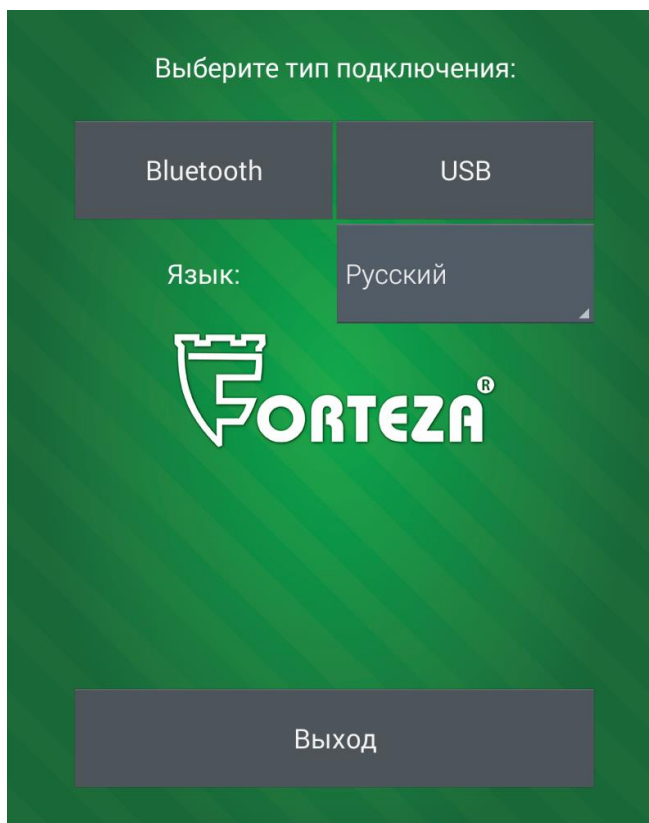 Выберите тип подключения:
Bluetooth USB
Язык: Русский
FORTEZA®
Выход